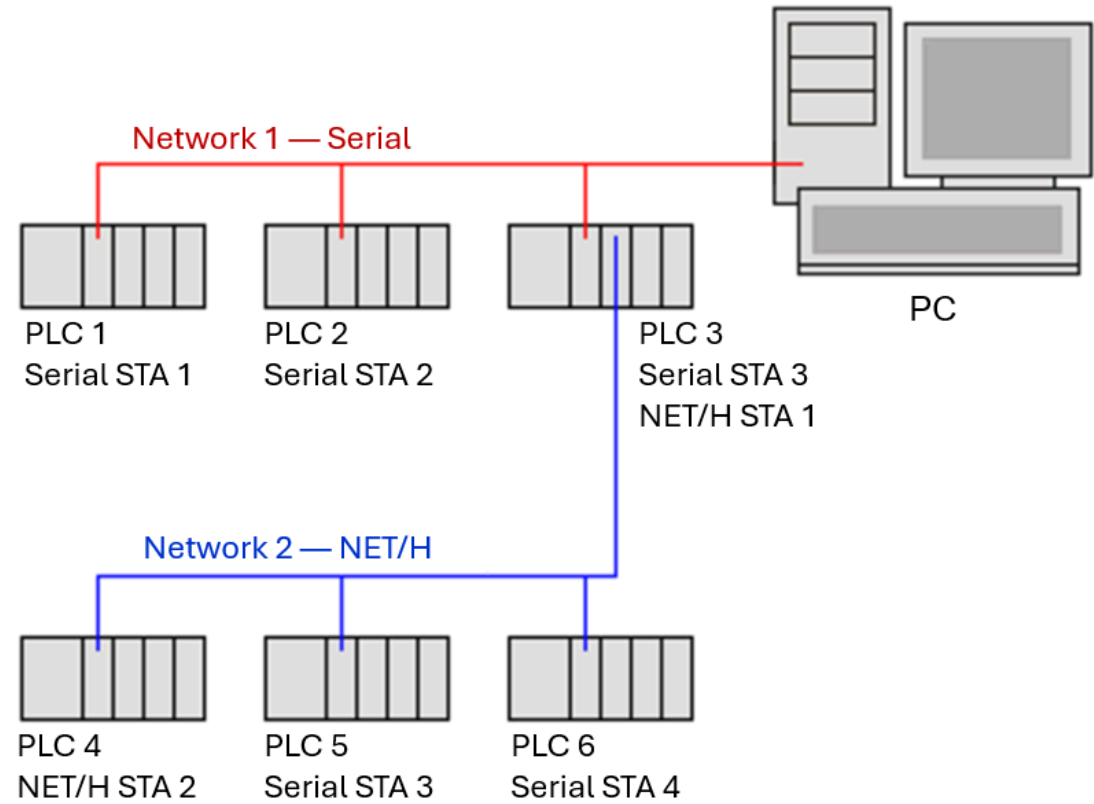 Network 1 — Serial
PLC 1
Serial STA 1
PLC 2
Serial STA 2
PLC 3
Serial STA 3
NET/H STA 1
PC
Network 2 — NET/H
PLC 4
NET/H STA 2
PLC 5
Serial STA 3
PLC 6
Serial STA 4